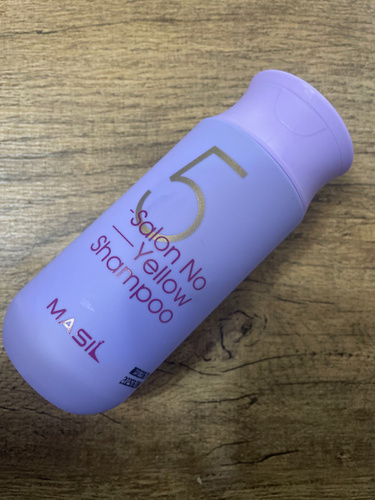 5
Salon No
Yellow
Shampoo
MASIL